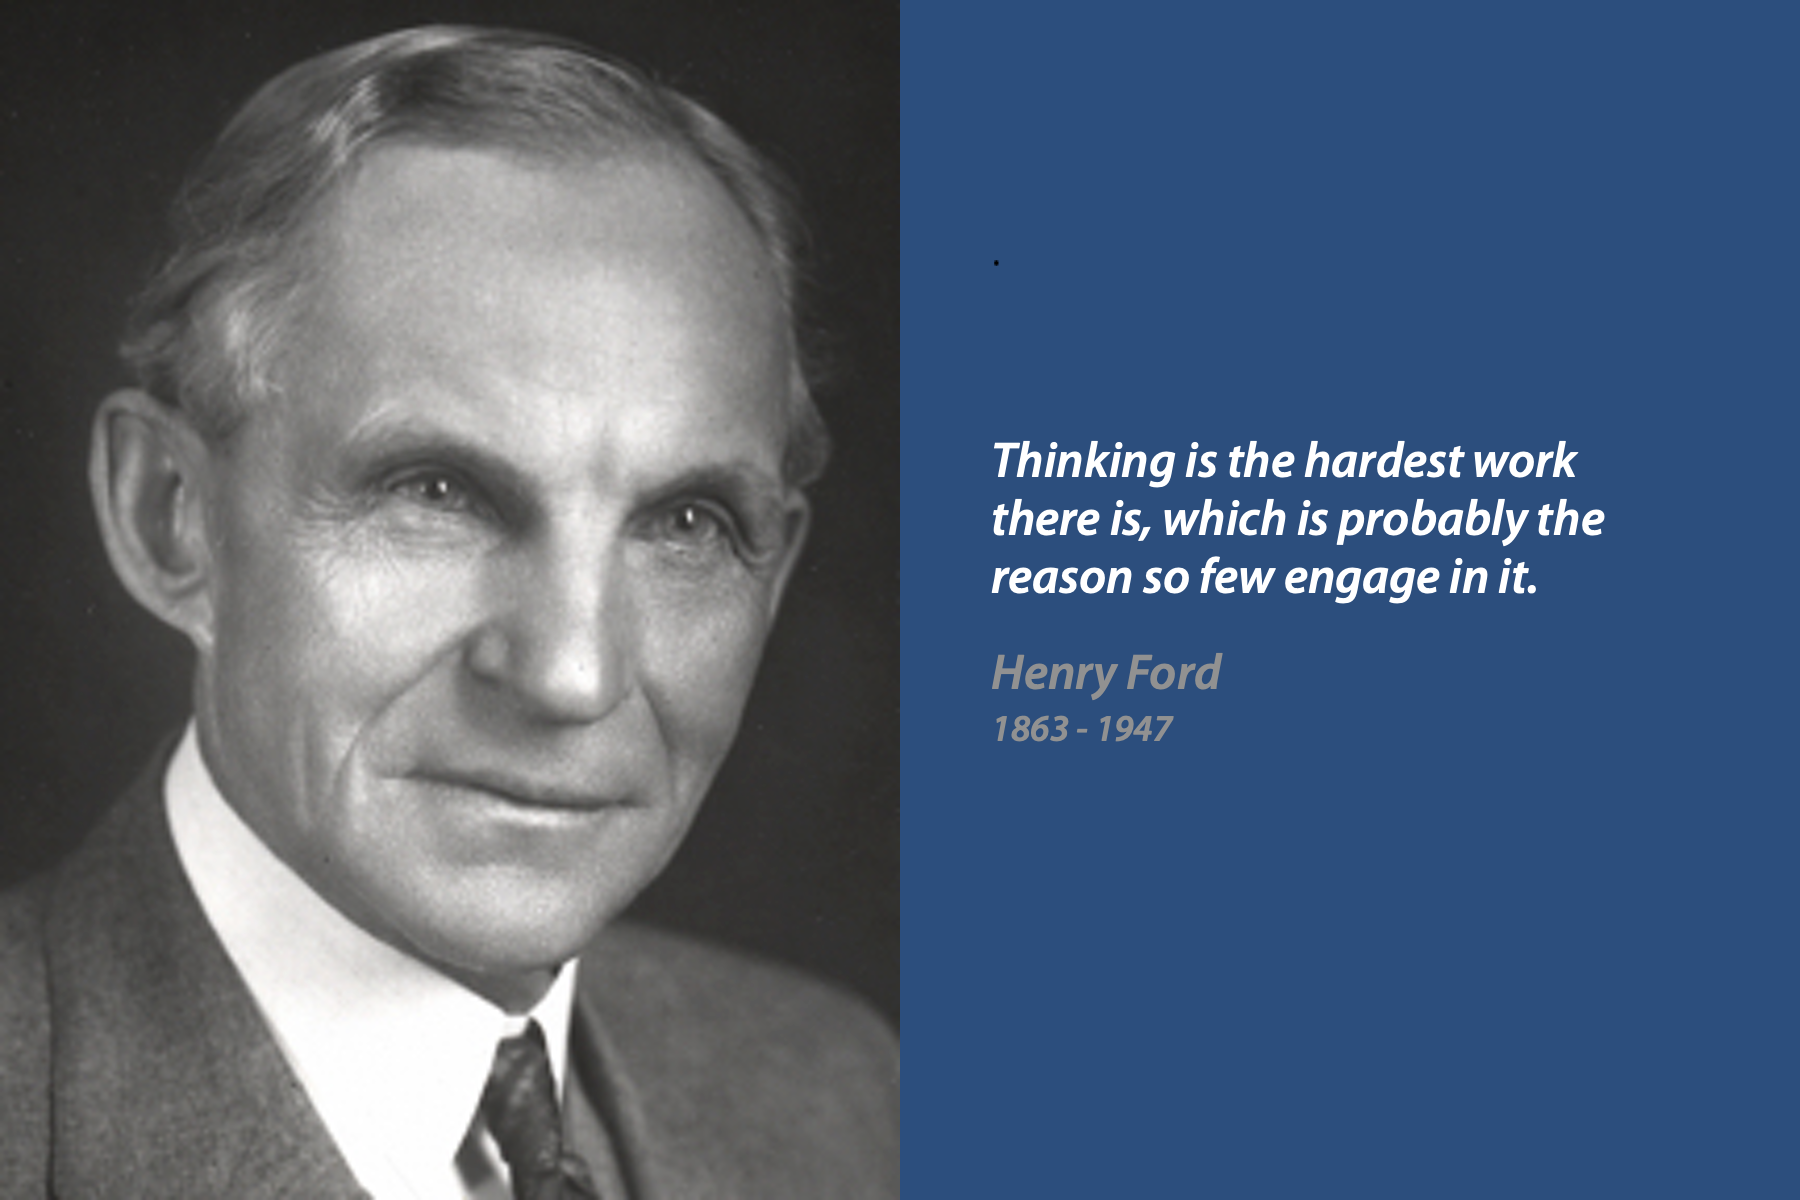 Thinking is the hardest work
there is, which is probably the
reason so few engage in it.
Henry Ford
1863 - 1947